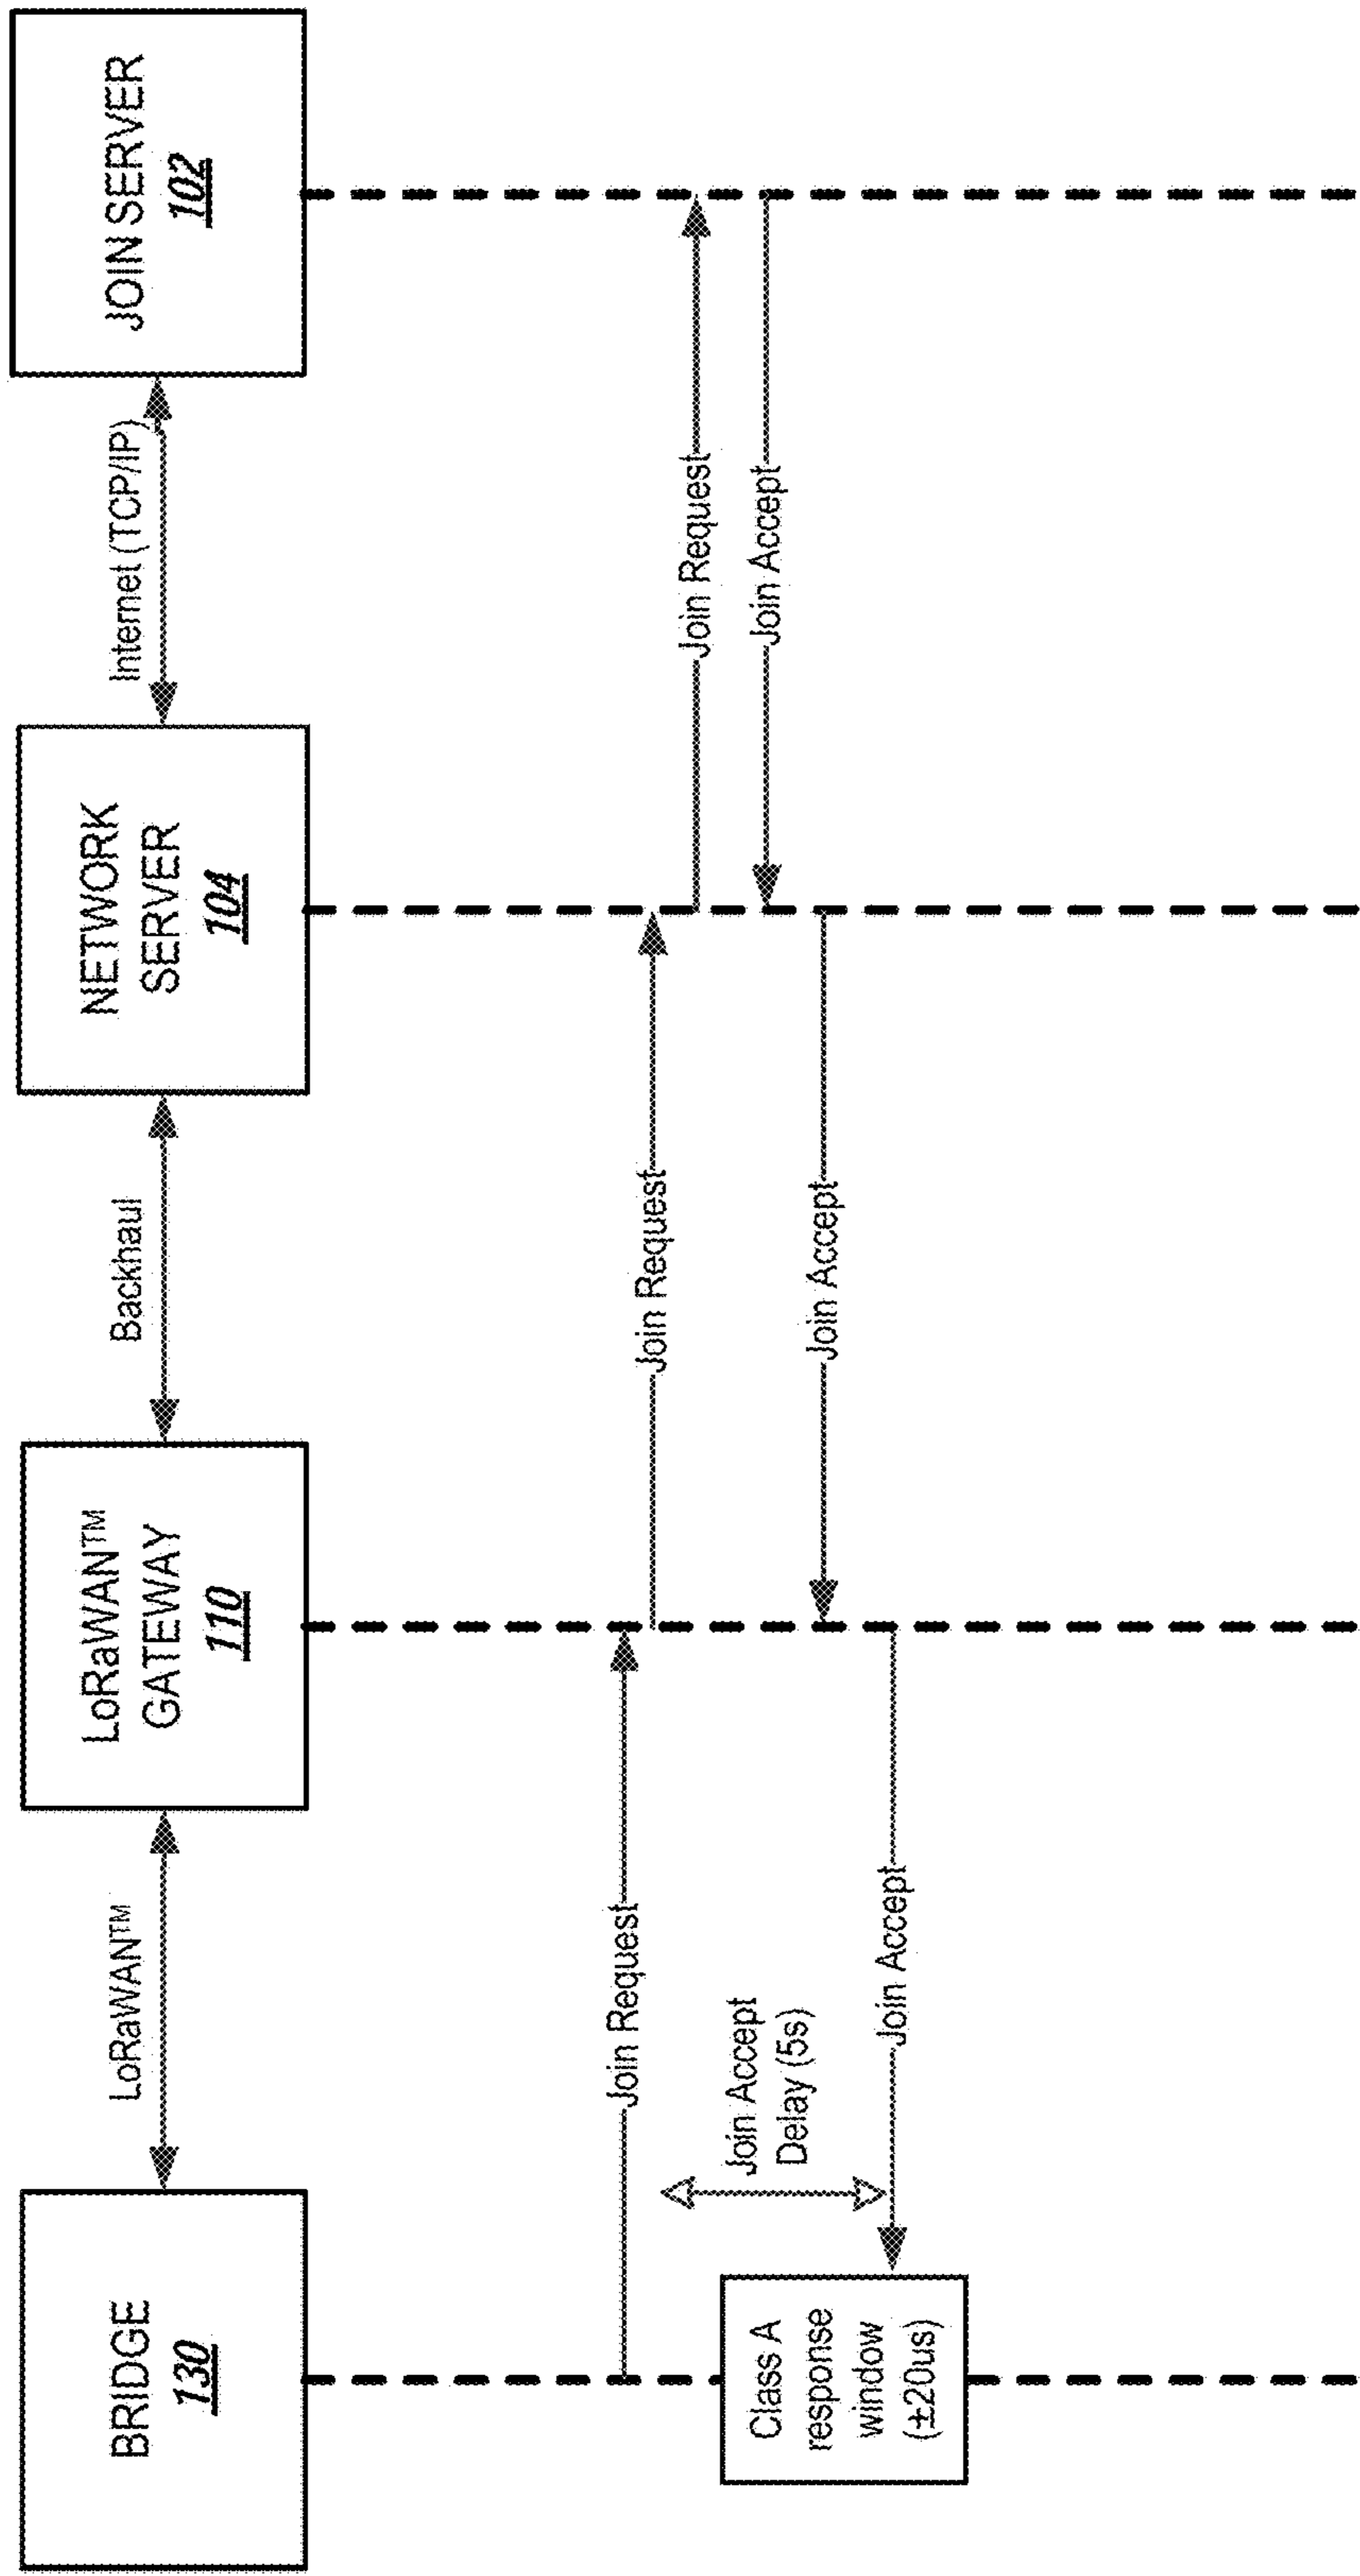 BRIDGE
130
LoRaWAN™
LoRaWAN™
GATEWAY
110
Backhaul
NETWORK
SERVER
104
Internet (TCP/IP)
JOIN SERVER
102
Join Request
Join Request
Join Request
Join Accept
Join Accept
Join Accept
Delay (5s)
Join Accept
Class A
response
window
(±20us)